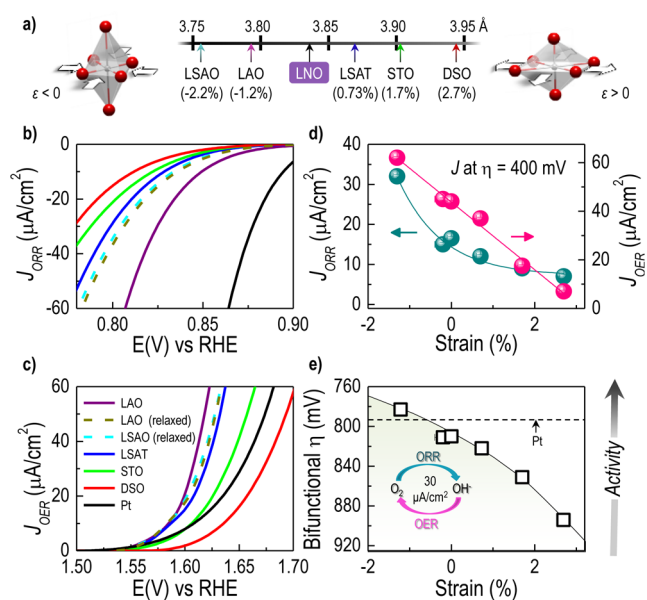 a)
3.75 3.80 3.85 3.90 3.95 Å
LSAO LAO LNO LSAT STO DSO
(-2.2%) (-1.2%) (0.73%) (1.7%) (2.7%)
ε < 0
ε > 0
b)
0
-20
-40
-60
J_ORR (µA/cm²)
0.80 0.85 0.90
E(V) vs RHE
d)
J at η = 400 mV
40
35
30
25
20
15
10
5
0
J_ORR (µA/cm²)
60
40
20
0
J_OER (µA/cm²)
-2 0 2
Strain (%)
c)
60
40
20
0
J_OER (µA/cm²)
LAO
LAO (relaxed)
LSAO (relaxed)
LSAT
STO
DSO
Pt
1.50 1.55 1.60 1.65 1.70
E(V) vs RHE
e)
760
800
840
880
920
Bifunctional η (mV)
Pt
ORR
O₂ 30 OH⁻
µA/cm²
OER
-2 0 2
Strain (%)
Activity